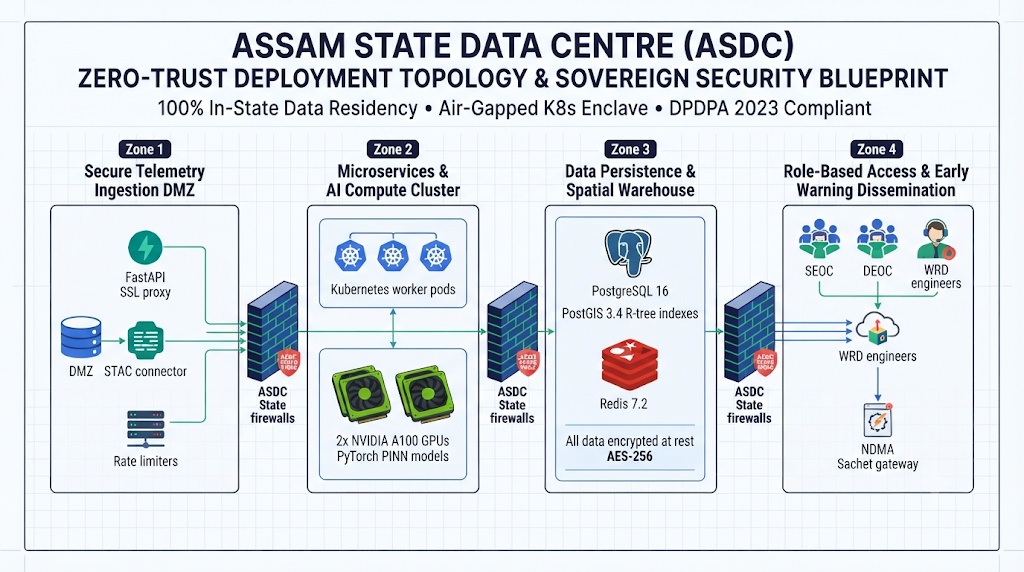 ASSAM STATE DATA CENTRE (ASDC)
ZERO-TRUST DEPLOYMENT TOPOLOGY & SOVEREIGN SECURITY BLUEPRINT
100% In-State Data Residency • Air-Gapped K8s Enclave • DPDPA 2023 Compliant
Zone 1
Secure Telemetry
Ingestion DMZ
FastAPI
SSL proxy
DMZ
STAC connector
Rate limiters
ASDC
State
firewalls
Zone 2
Microservices &
AI Compute Cluster
Kubernetes worker pods
2x NVIDIA A100 GPUs
PyTorch PINN models
ASDC
State
firewalls
Zone 3
Data Persistence &
Spatial Warehouse
PostgreSQL 16
PostGIS 3.4 R-tree indexes
Redis 7.2
All data encrypted at rest
AES-256
ASDC
State
firewalls
Zone 4
Role-Based Access & Early
Warning Dissemination
SEOC
DEOC
WRD
engineers
WRD engineers
NDMA
Sachet gateway